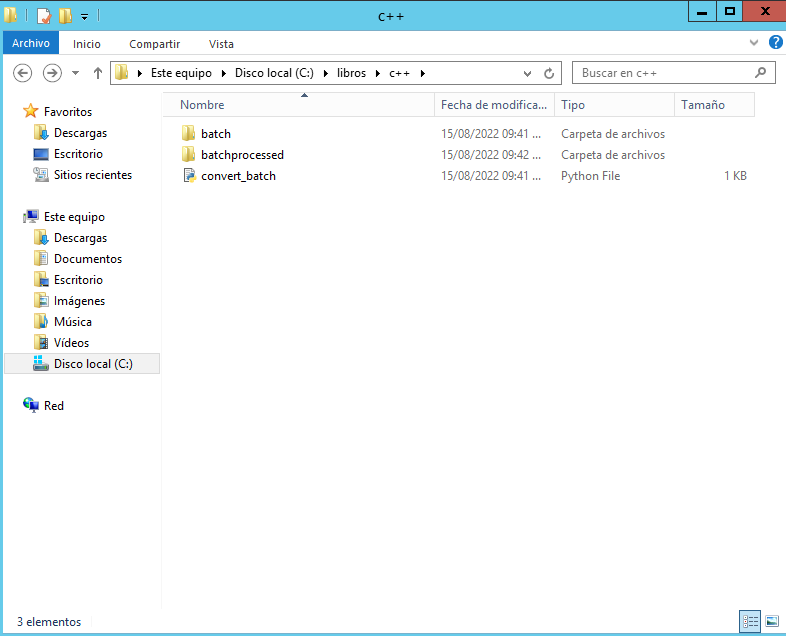 c++
Archivo Inicio Compartir Vista
Este equipo Disco local (C:) libros c++ Buscar en c++
Favoritos
Descargas
Escritorio
Sitios recientes
Este equipo
Descargas
Documentos
Escritorio
Imágenes
Música
Vídeos
Disco local (C:)
Red
Nombre Fecha de modifica... Tipo Tamaño
batch 15/08/2022 09:41 ... Carpeta de archivos
batchprocessed 15/08/2022 09:42 ... Carpeta de archivos
convert_batch 15/08/2022 09:41 ... Python File 1 KB
3 elementos